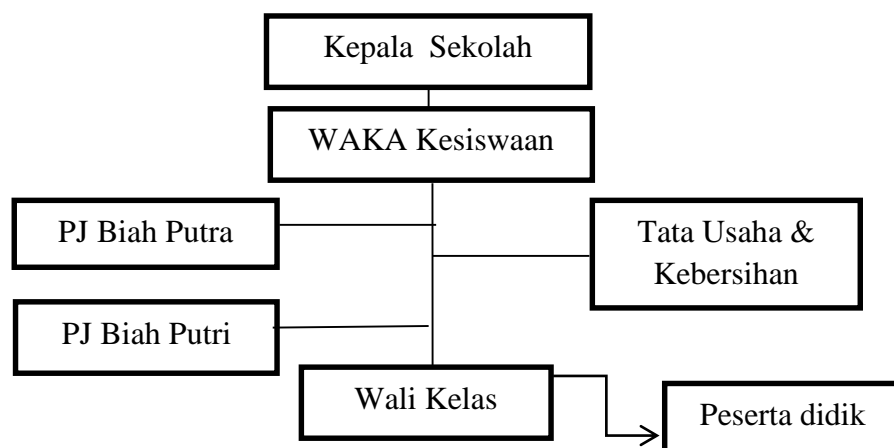 Kepala Sekolah
WAKA Kesiswaan
PJ Biah Putra
Tata Usaha &
Kebersihan
PJ Biah Putri
Wali Kelas
Peserta didik